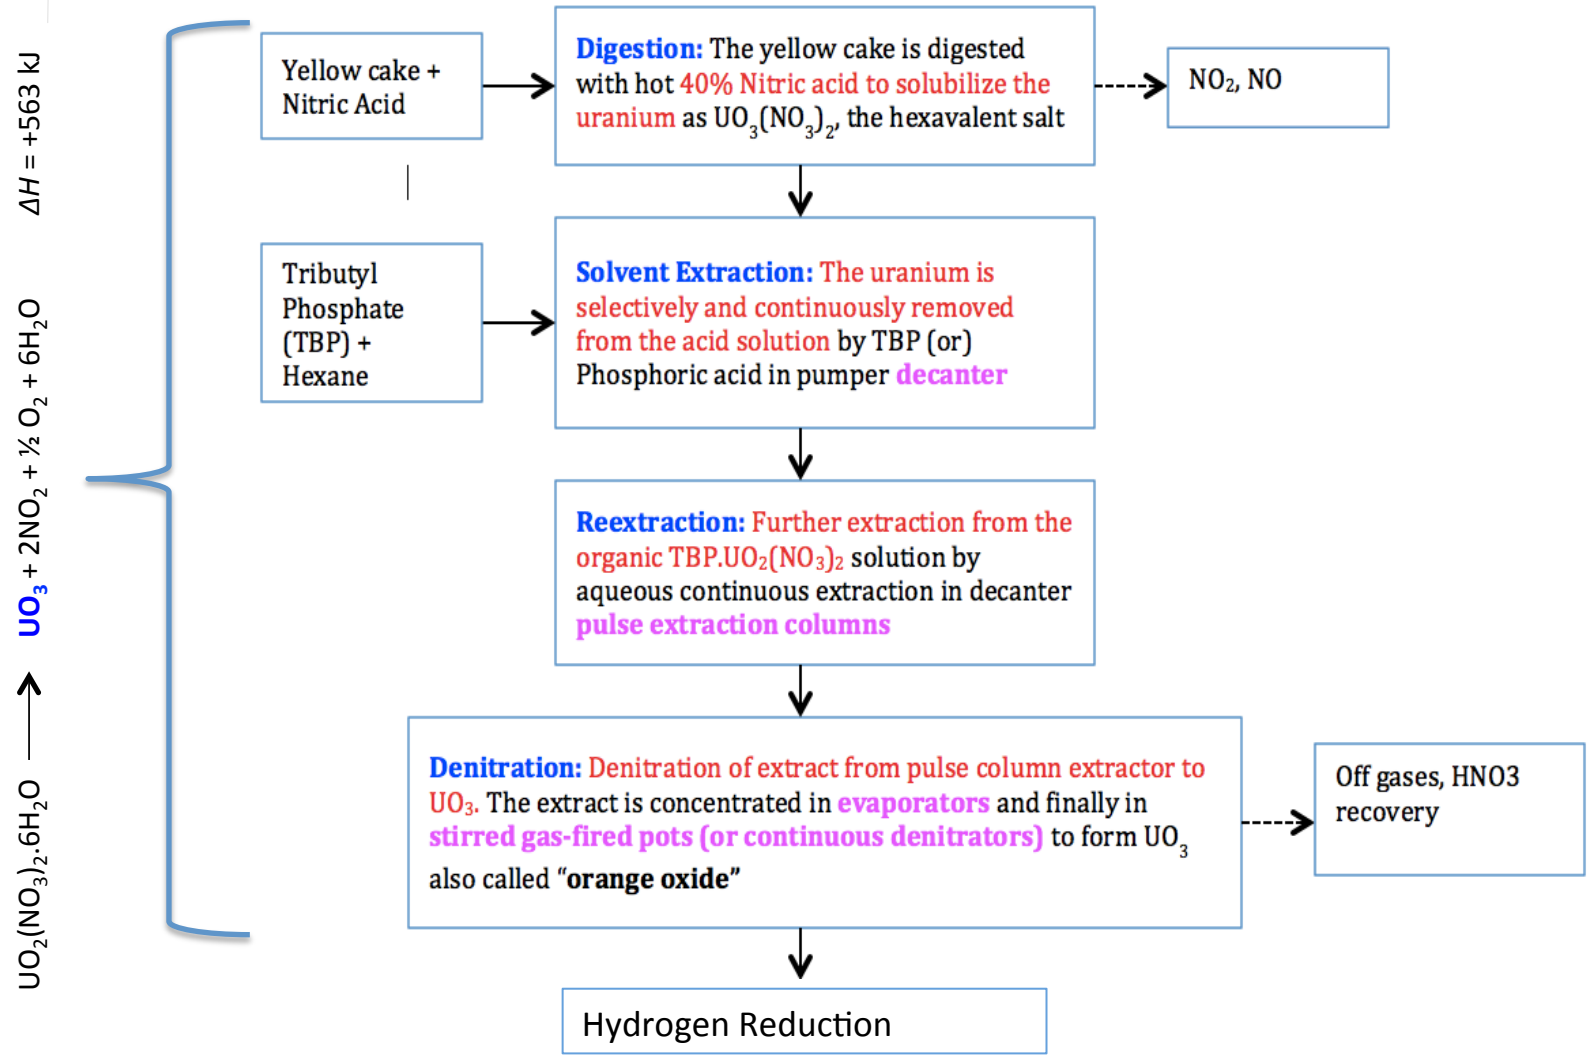 UO₂(NO₃)₂.6H₂O ⟶ UO₃ + 2NO₂ + ½ O₂ + 6H₂O ΔH = +563 kJ
Yellow cake +
Nitric Acid
Digestion: The yellow cake is digested
with hot 40% Nitric acid to solubilize the
uranium as UO₃(NO₃)₂, the hexavalent salt
NO₂, NO
Tributyl
Phosphate
(TBP) +
Hexane
Solvent Extraction: The uranium is
selectively and continuously removed
from the acid solution by TBP (or)
Phosphoric acid in pumper decanter
Reextraction: Further extraction from the
organic TBP.UO₂(NO₃)₂ solution by
aqueous continuous extraction in decanter
pulse extraction columns
Denitration: Denitration of extract from pulse column extractor to
UO₃. The extract is concentrated in evaporators and finally in
stirred gas-fired pots (or continuous denitrators) to form UO₃
also called “orange oxide”
Off gases, HNO3
recovery
Hydrogen Reduction